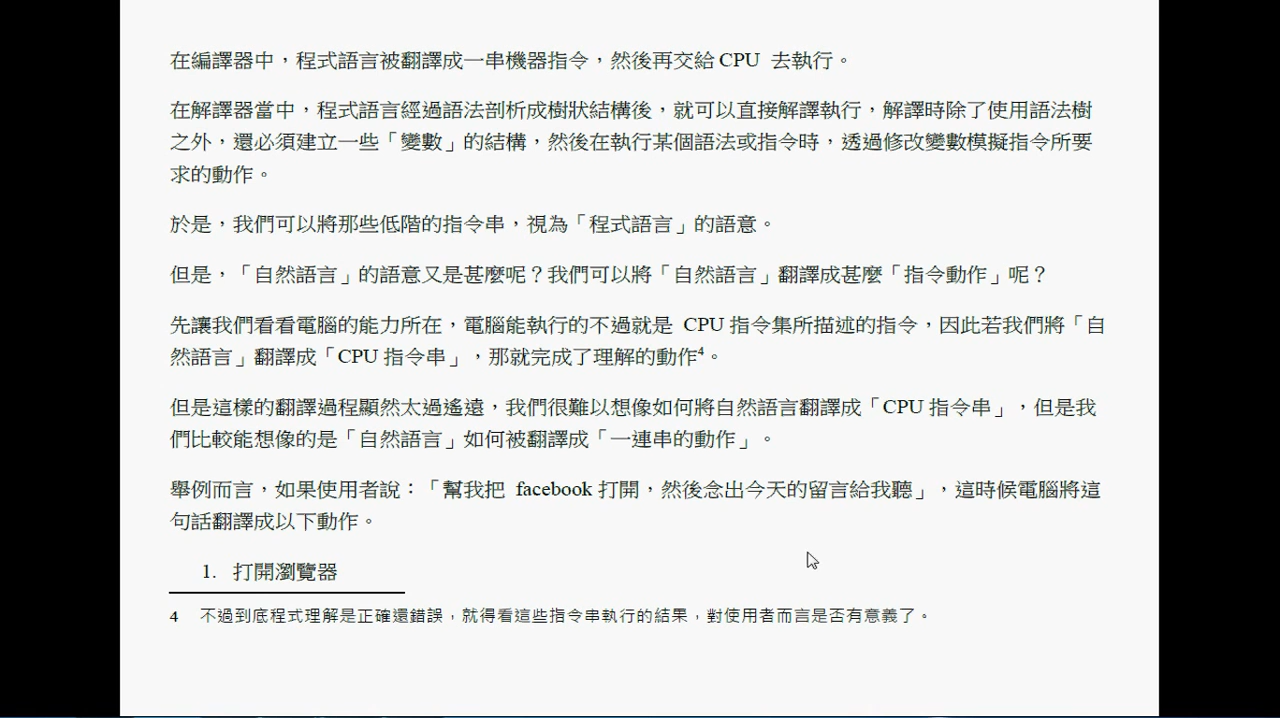 在編譯器中，程式語言被翻譯成一串機器指令，然後再交給 CPU 去執行。
在解譯器當中，程式語言經過語法剖析成樹狀結構後，就可以直接解譯執行，解譯時除了使用語法樹
之外，還必須建立一些「變數」的結構，然後在執行某個語法或指令時，透過修改變數模擬指令所要
求的動作。
於是，我們可以將那些低階的指令串，視為「程式語言」的語意。
但是，「自然語言」的語意又是甚麼呢？我們可以將「自然語言」翻譯成甚麼「指令動作」呢？
先讓我們看看電腦的能力所在，電腦能執行的不過就是 CPU 指令集所描述的指令，因此若我們將「自
然語言」翻譯成「CPU 指令串」，那就完成了理解的動作4。
但是這樣的翻譯過程顯然太過遙遠，我們很難以想像如何將自然語言翻譯成「CPU 指令串」，但是我
們比較能想像的是「自然語言」如何被翻譯成「一連串的動作」。
舉例而言，如果使用者說：「幫我把 facebook 打開，然後念出今天的留言給我聽」，這時候電腦將這
句話翻譯成以下動作。
1. 打開瀏覽器
4 不過到底程式理解是正確還錯誤，就得看這些指令串執行的結果，對使用者而言是否有意義了。